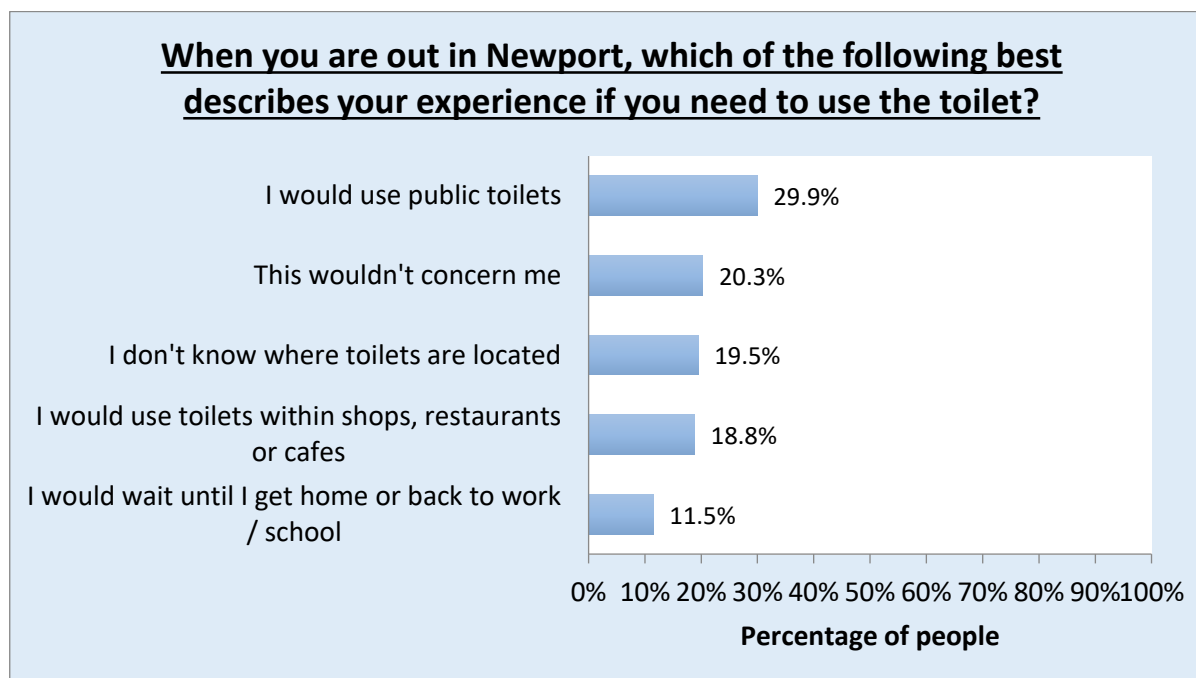 When you are out in Newport, which of the following best
describes your experience if you need to use the toilet?
I would use public toilets
29.9%
This wouldn't concern me
20.3%
I don't know where toilets are located
19.5%
I would use toilets within shops, restaurants
or cafes
18.8%
I would wait until I get home or back to work
/ school
11.5%
0% 10% 20% 30% 40% 50% 60% 70% 80% 90% 100%
Percentage of people